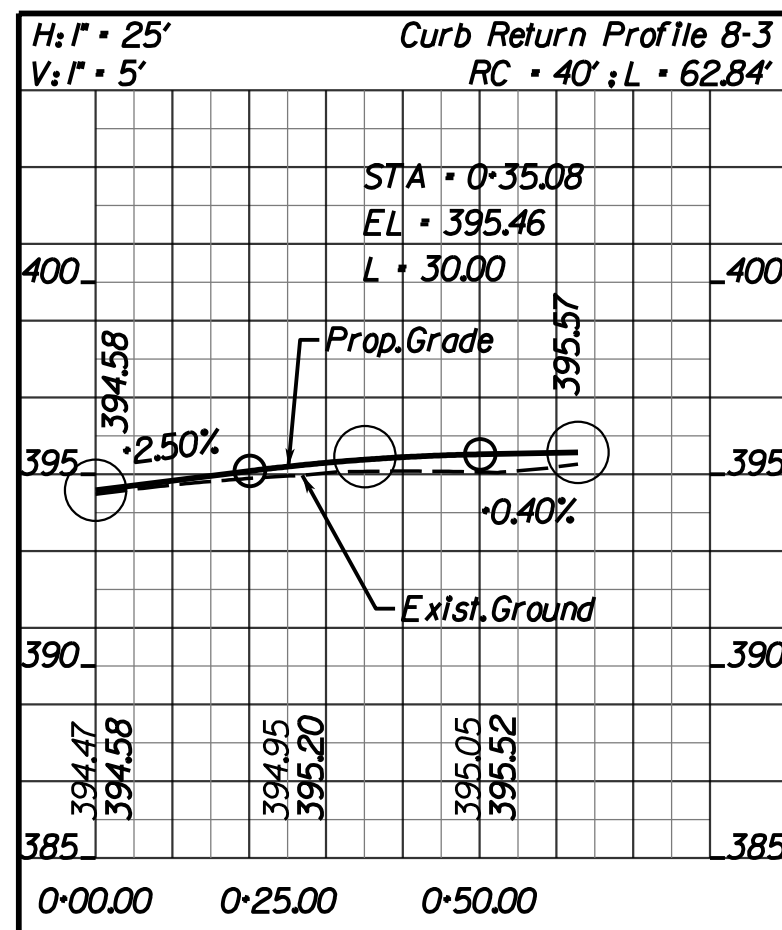 H: 1" = 25' Curb Return Profile 8-3
V: 1" = 5' RC = 40' ; L = 62.84'
STA = 0+35.08
EL = 395.46
L = 30.00
400 400
394.58
395.57
Prop. Grade
+2.50%
395 395
+0.40%
Exist. Ground
390 390
394.47
394.58
394.95
395.20
395.05
395.52
385 385
0+00.00 0+25.00 0+50.00